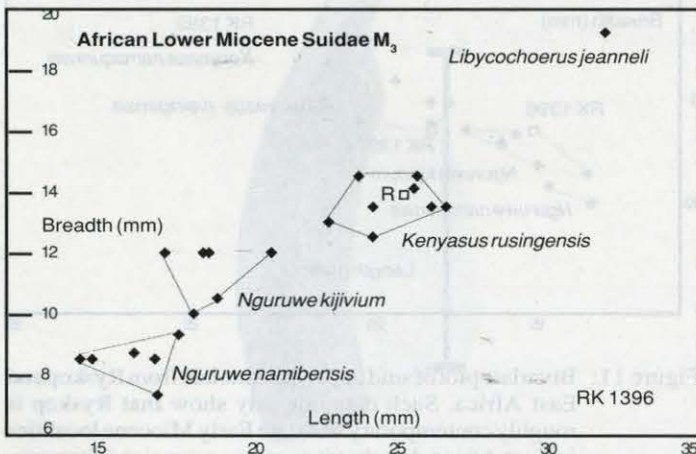 African Lower Miocene Suidae M3
Libycochoerus jeanneli
R
Breadth (mm)
Kenyasus rusingensis
Nguruwe kijivium
Nguruwe namibensis
RK 1396
Length (mm)
20
18
16
14
12
10
8
6
15
20
25
30
35